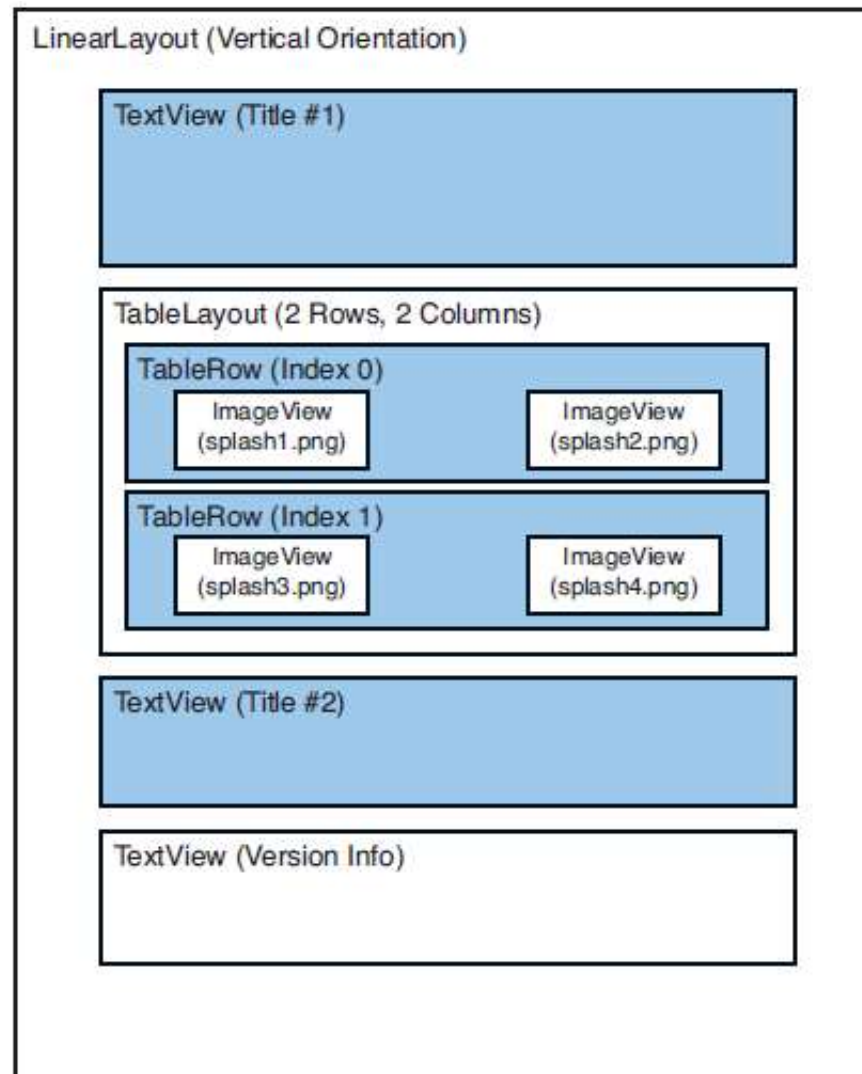 LinearLayout (Vertical Orientation)
TextView (Title #1)
TableLayout (2 Rows, 2 Columns)
TableRow (Index 0)
ImageView
(splash1.png)
ImageView
(splash2.png)
TableRow (Index 1)
ImageView
(splash3.png)
ImageView
(splash4.png)
TextView (Title #2)
TextView (Version Info)